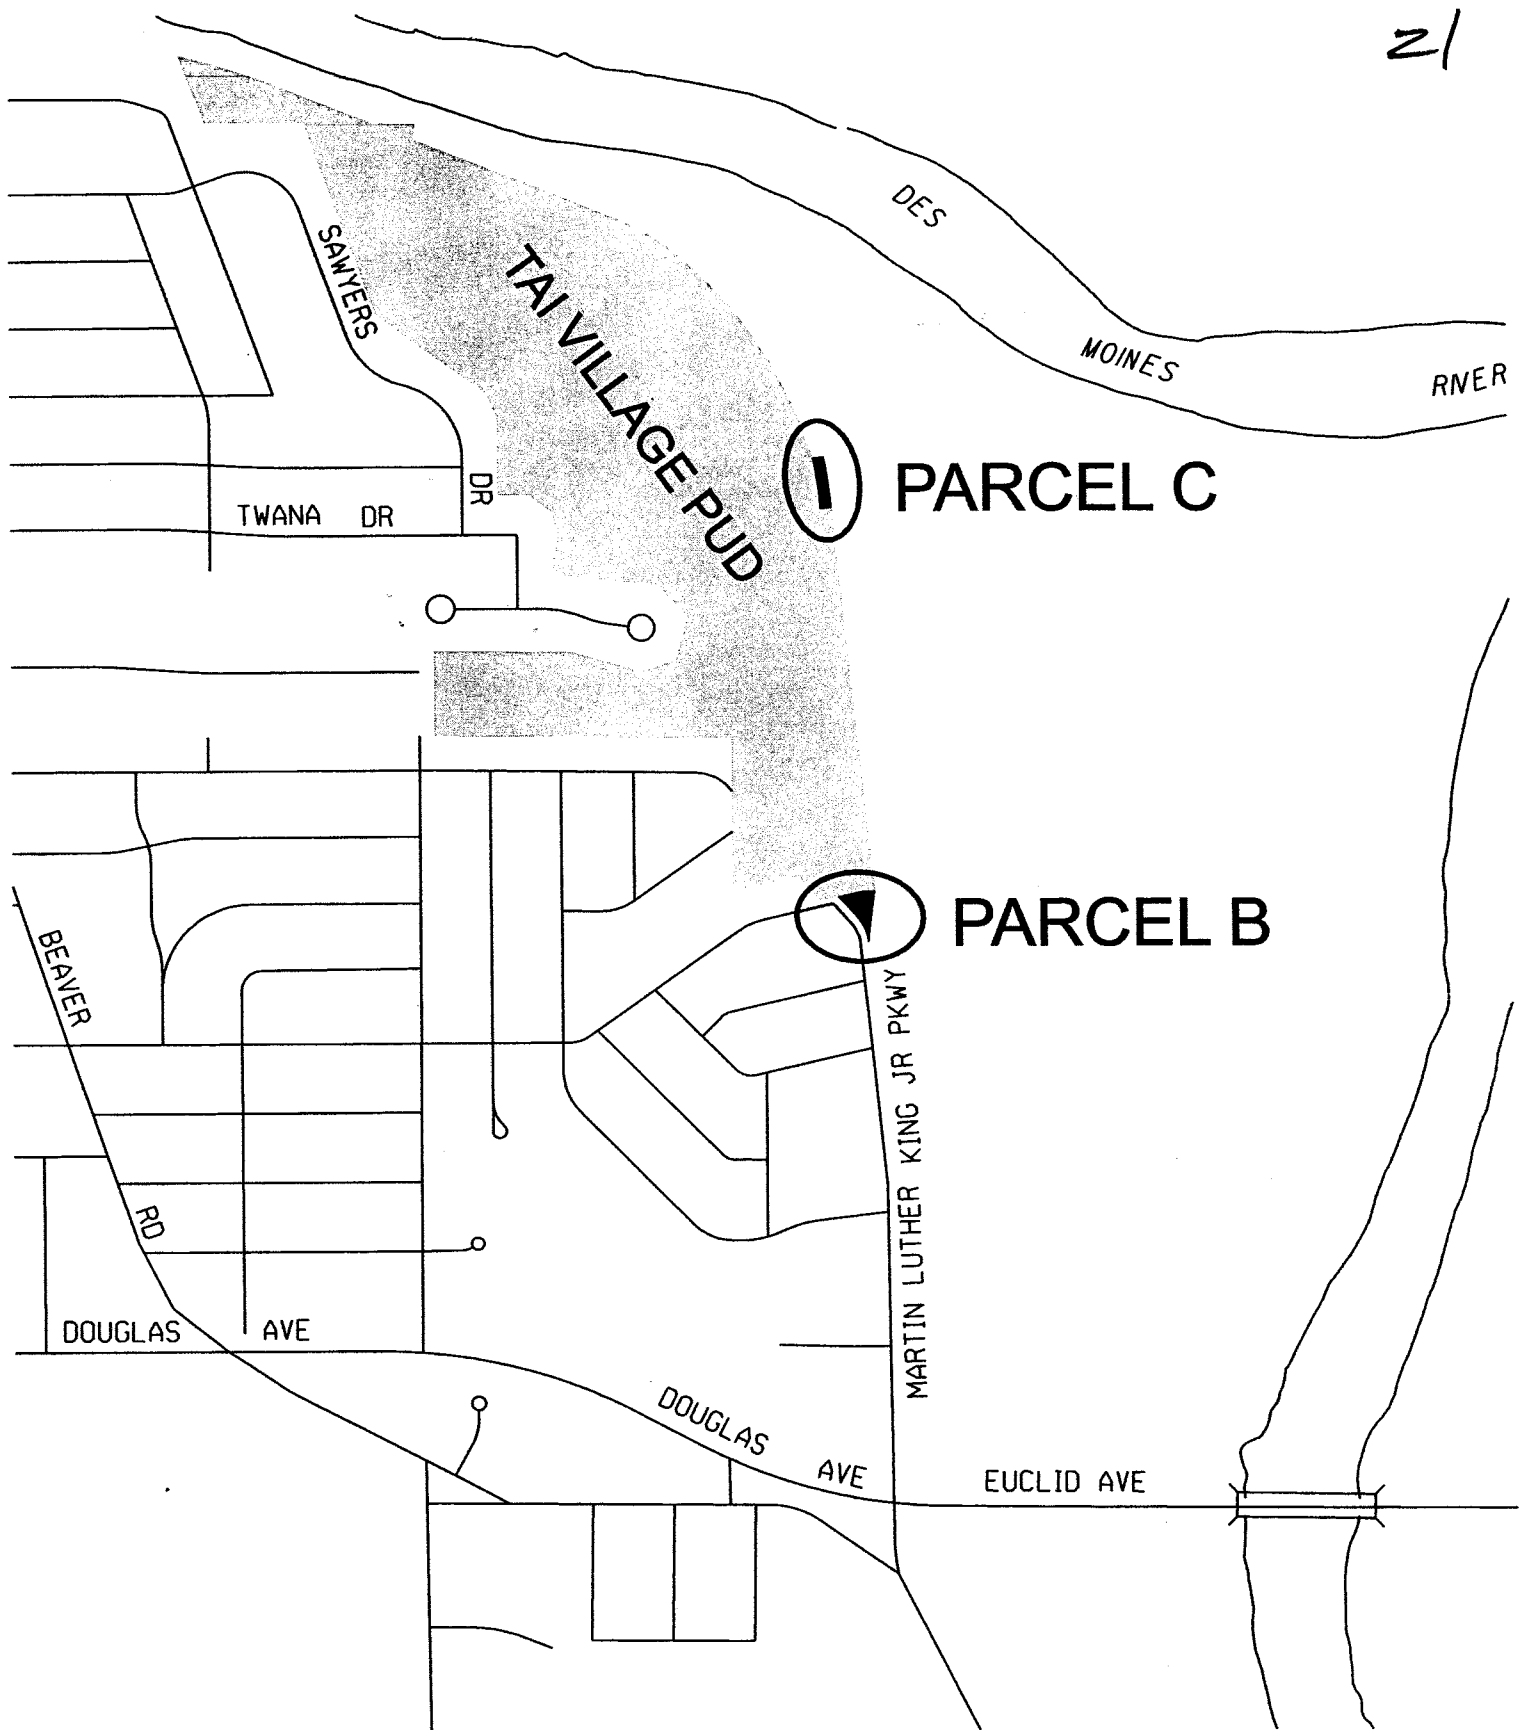 21
DES
MOINES
RIVER
SAWYERS
DR
TAI VILLAGE PUD
PARCEL C
TWANA DR
PARCEL B
BEAVER
RD
MARTIN LUTHER KING JR PKWY
DOUGLAS AVE
DOUGLAS
AVE
EUCLID AVE